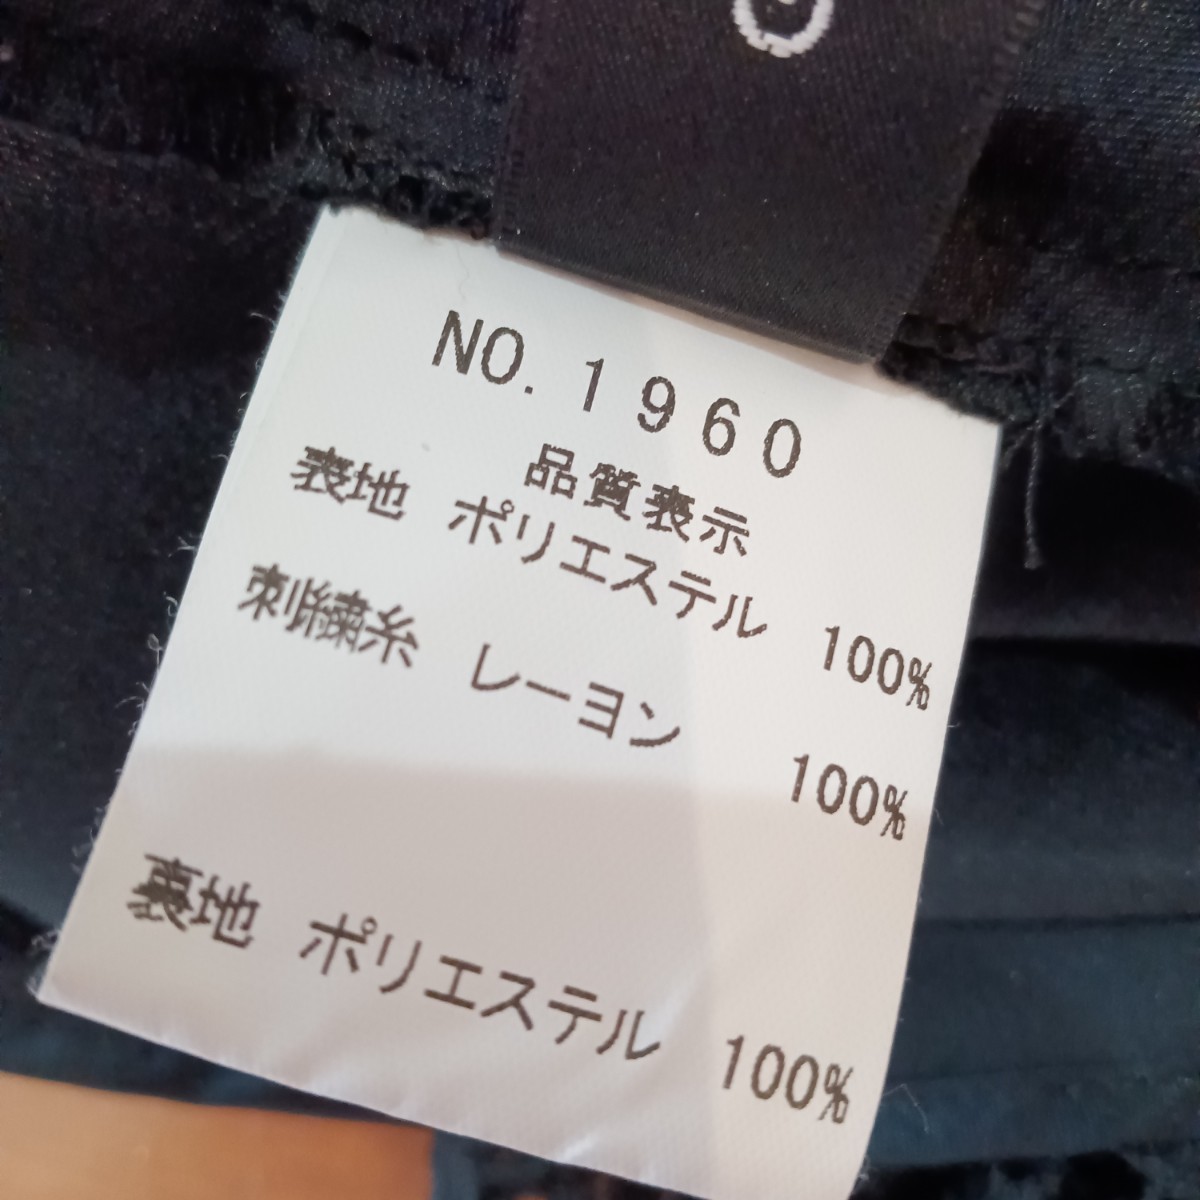 NO. 1960
品質表示
表地 ポリエステル 100%
刺繍糸 レーヨン 100%
裏地 ポリエステル 100%